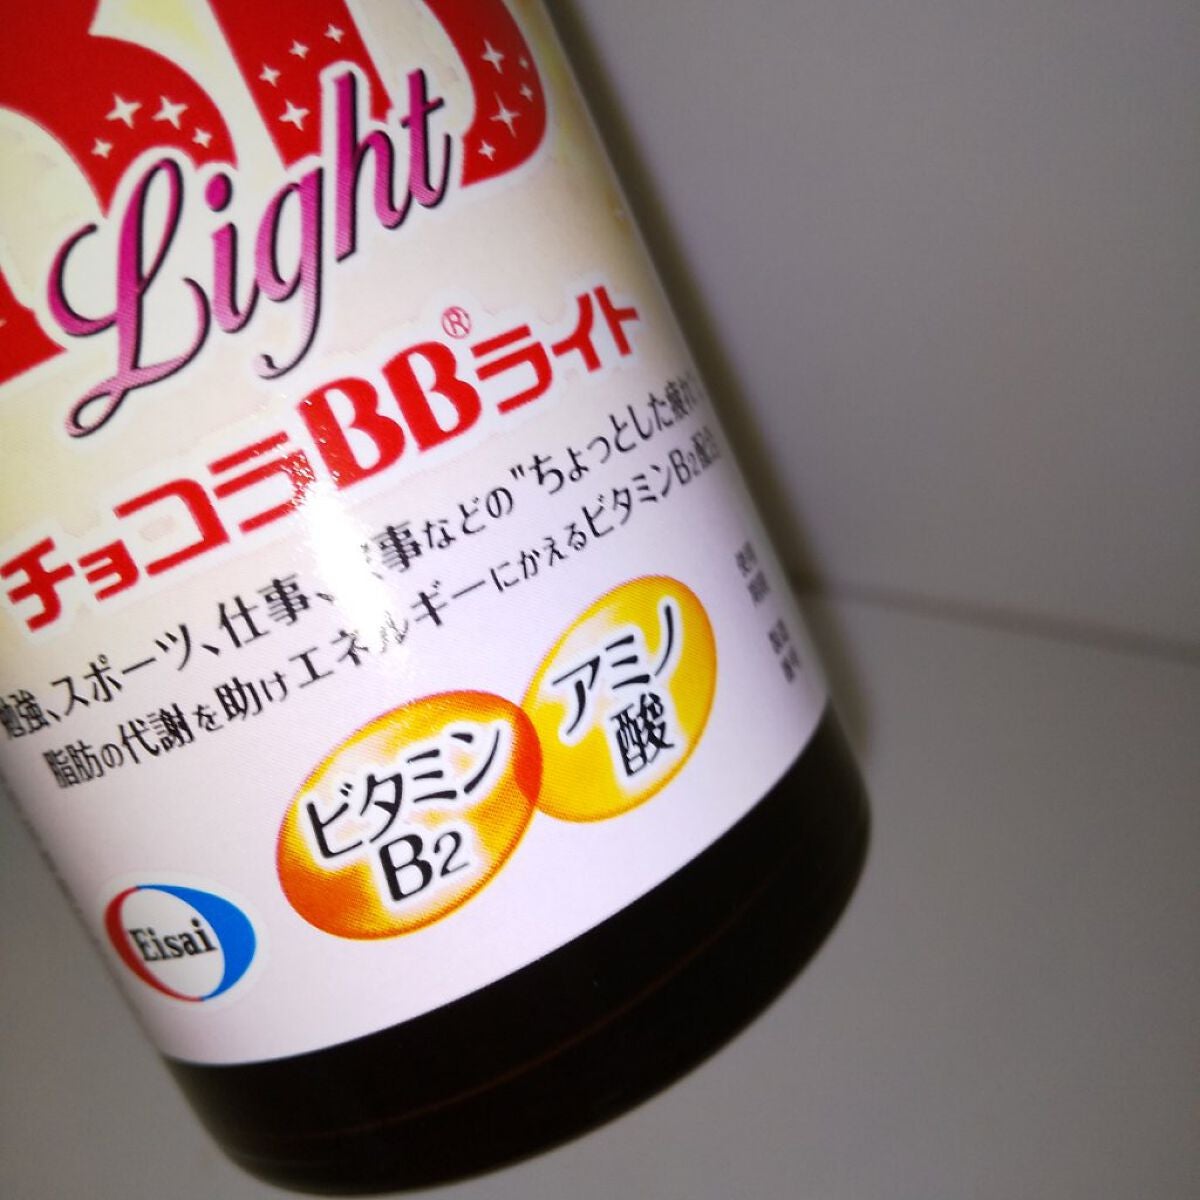 BB
Light
チョコラBB®ライト
勉強、スポーツ、仕事、家事などの"ちょっとした疲れ"
脂肪の代謝を助けエネルギーにかえるビタミンB2配合
ビタミン
B2
アミノ
酸
Eisai